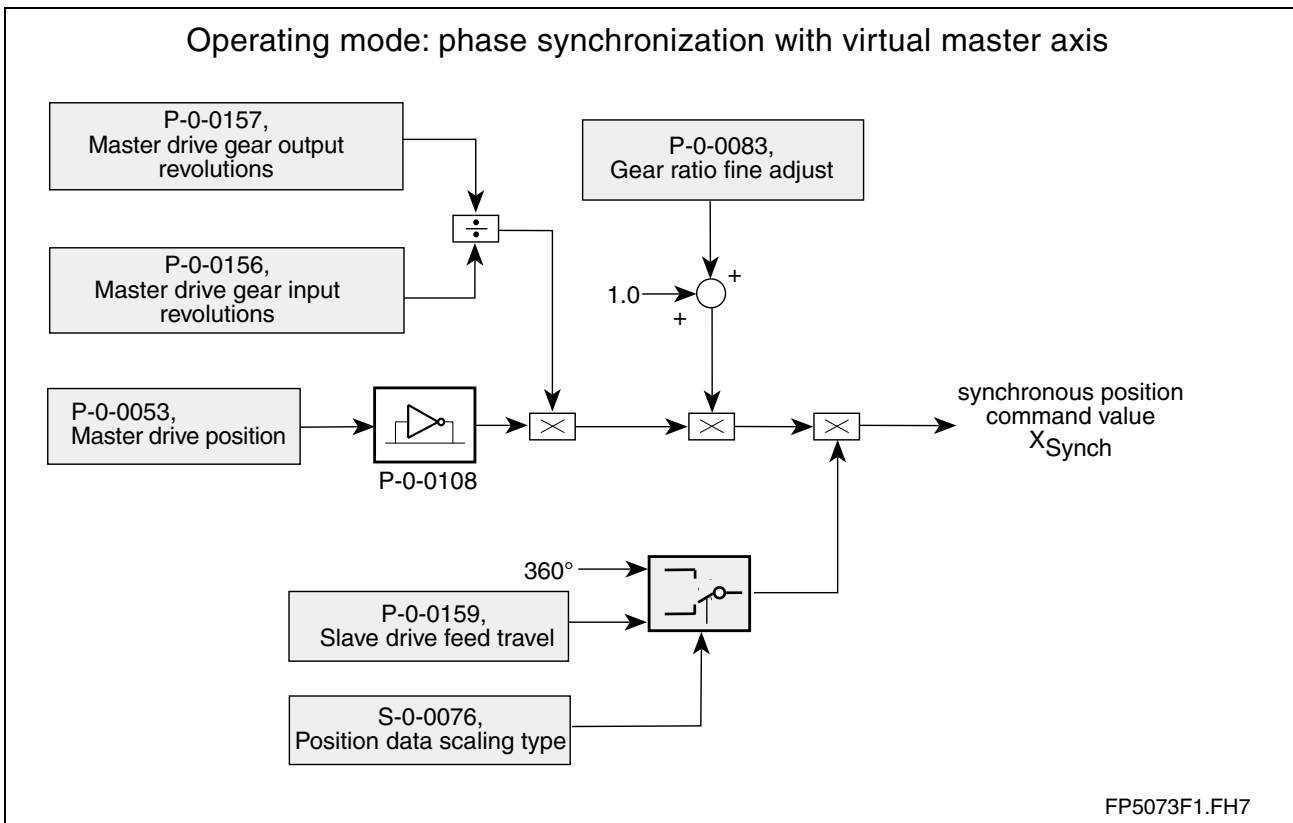 Operating mode: phase synchronization with virtual master axis
P-0-0157,
Master drive gear output
revolutions
P-0-0083,
Gear ratio fine adjust
÷
P-0-0156,
Master drive gear input
revolutions
1.0
+
+
P-0-0053,
Master drive position
P-0-0108
×
×
×
synchronous position
command value
XSynch
360°
P-0-0159,
Slave drive feed travel
S-0-0076,
Position data scaling type
FP5073F1.FH7